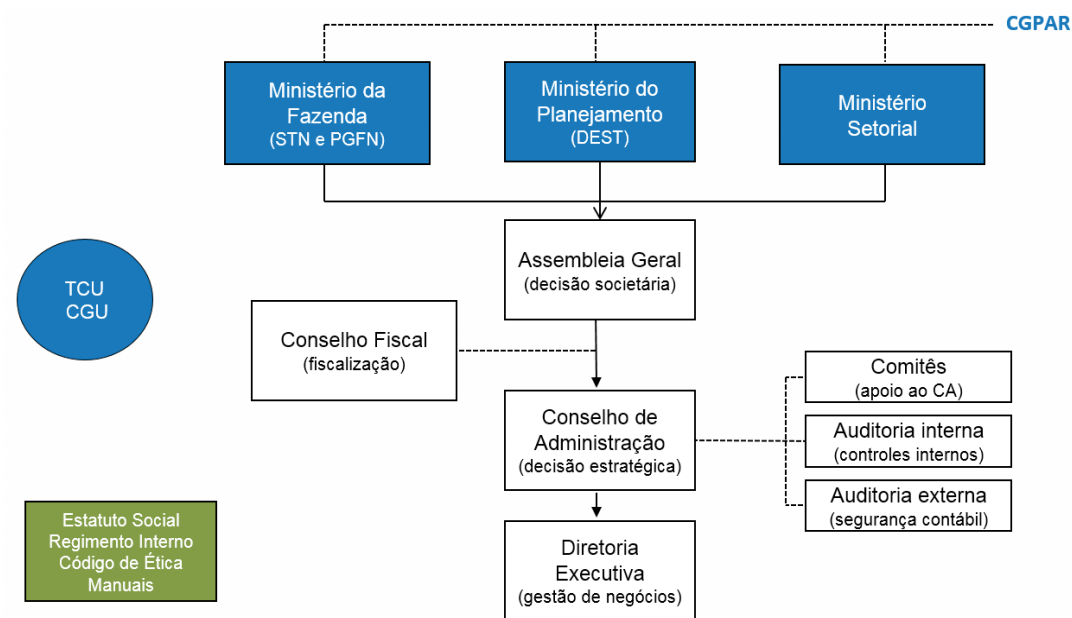 CGPAR
Ministério da
Fazenda
(STN e PGFN)
Ministério do
Planejamento
(DEST)
Ministério
Setorial
Assembleia Geral
(decisão societária)
TCU
CGU
Conselho Fiscal
(fiscalização)
Conselho de
Administração
(decisão estratégica)
Comitês
(apoio ao CA)
Auditoria interna
(controles internos)
Auditoria externa
(segurança contábil)
Estatuto Social
Regimento Interno
Código de Ética
Manuais
Diretoria
Executiva
(gestão de negócios)